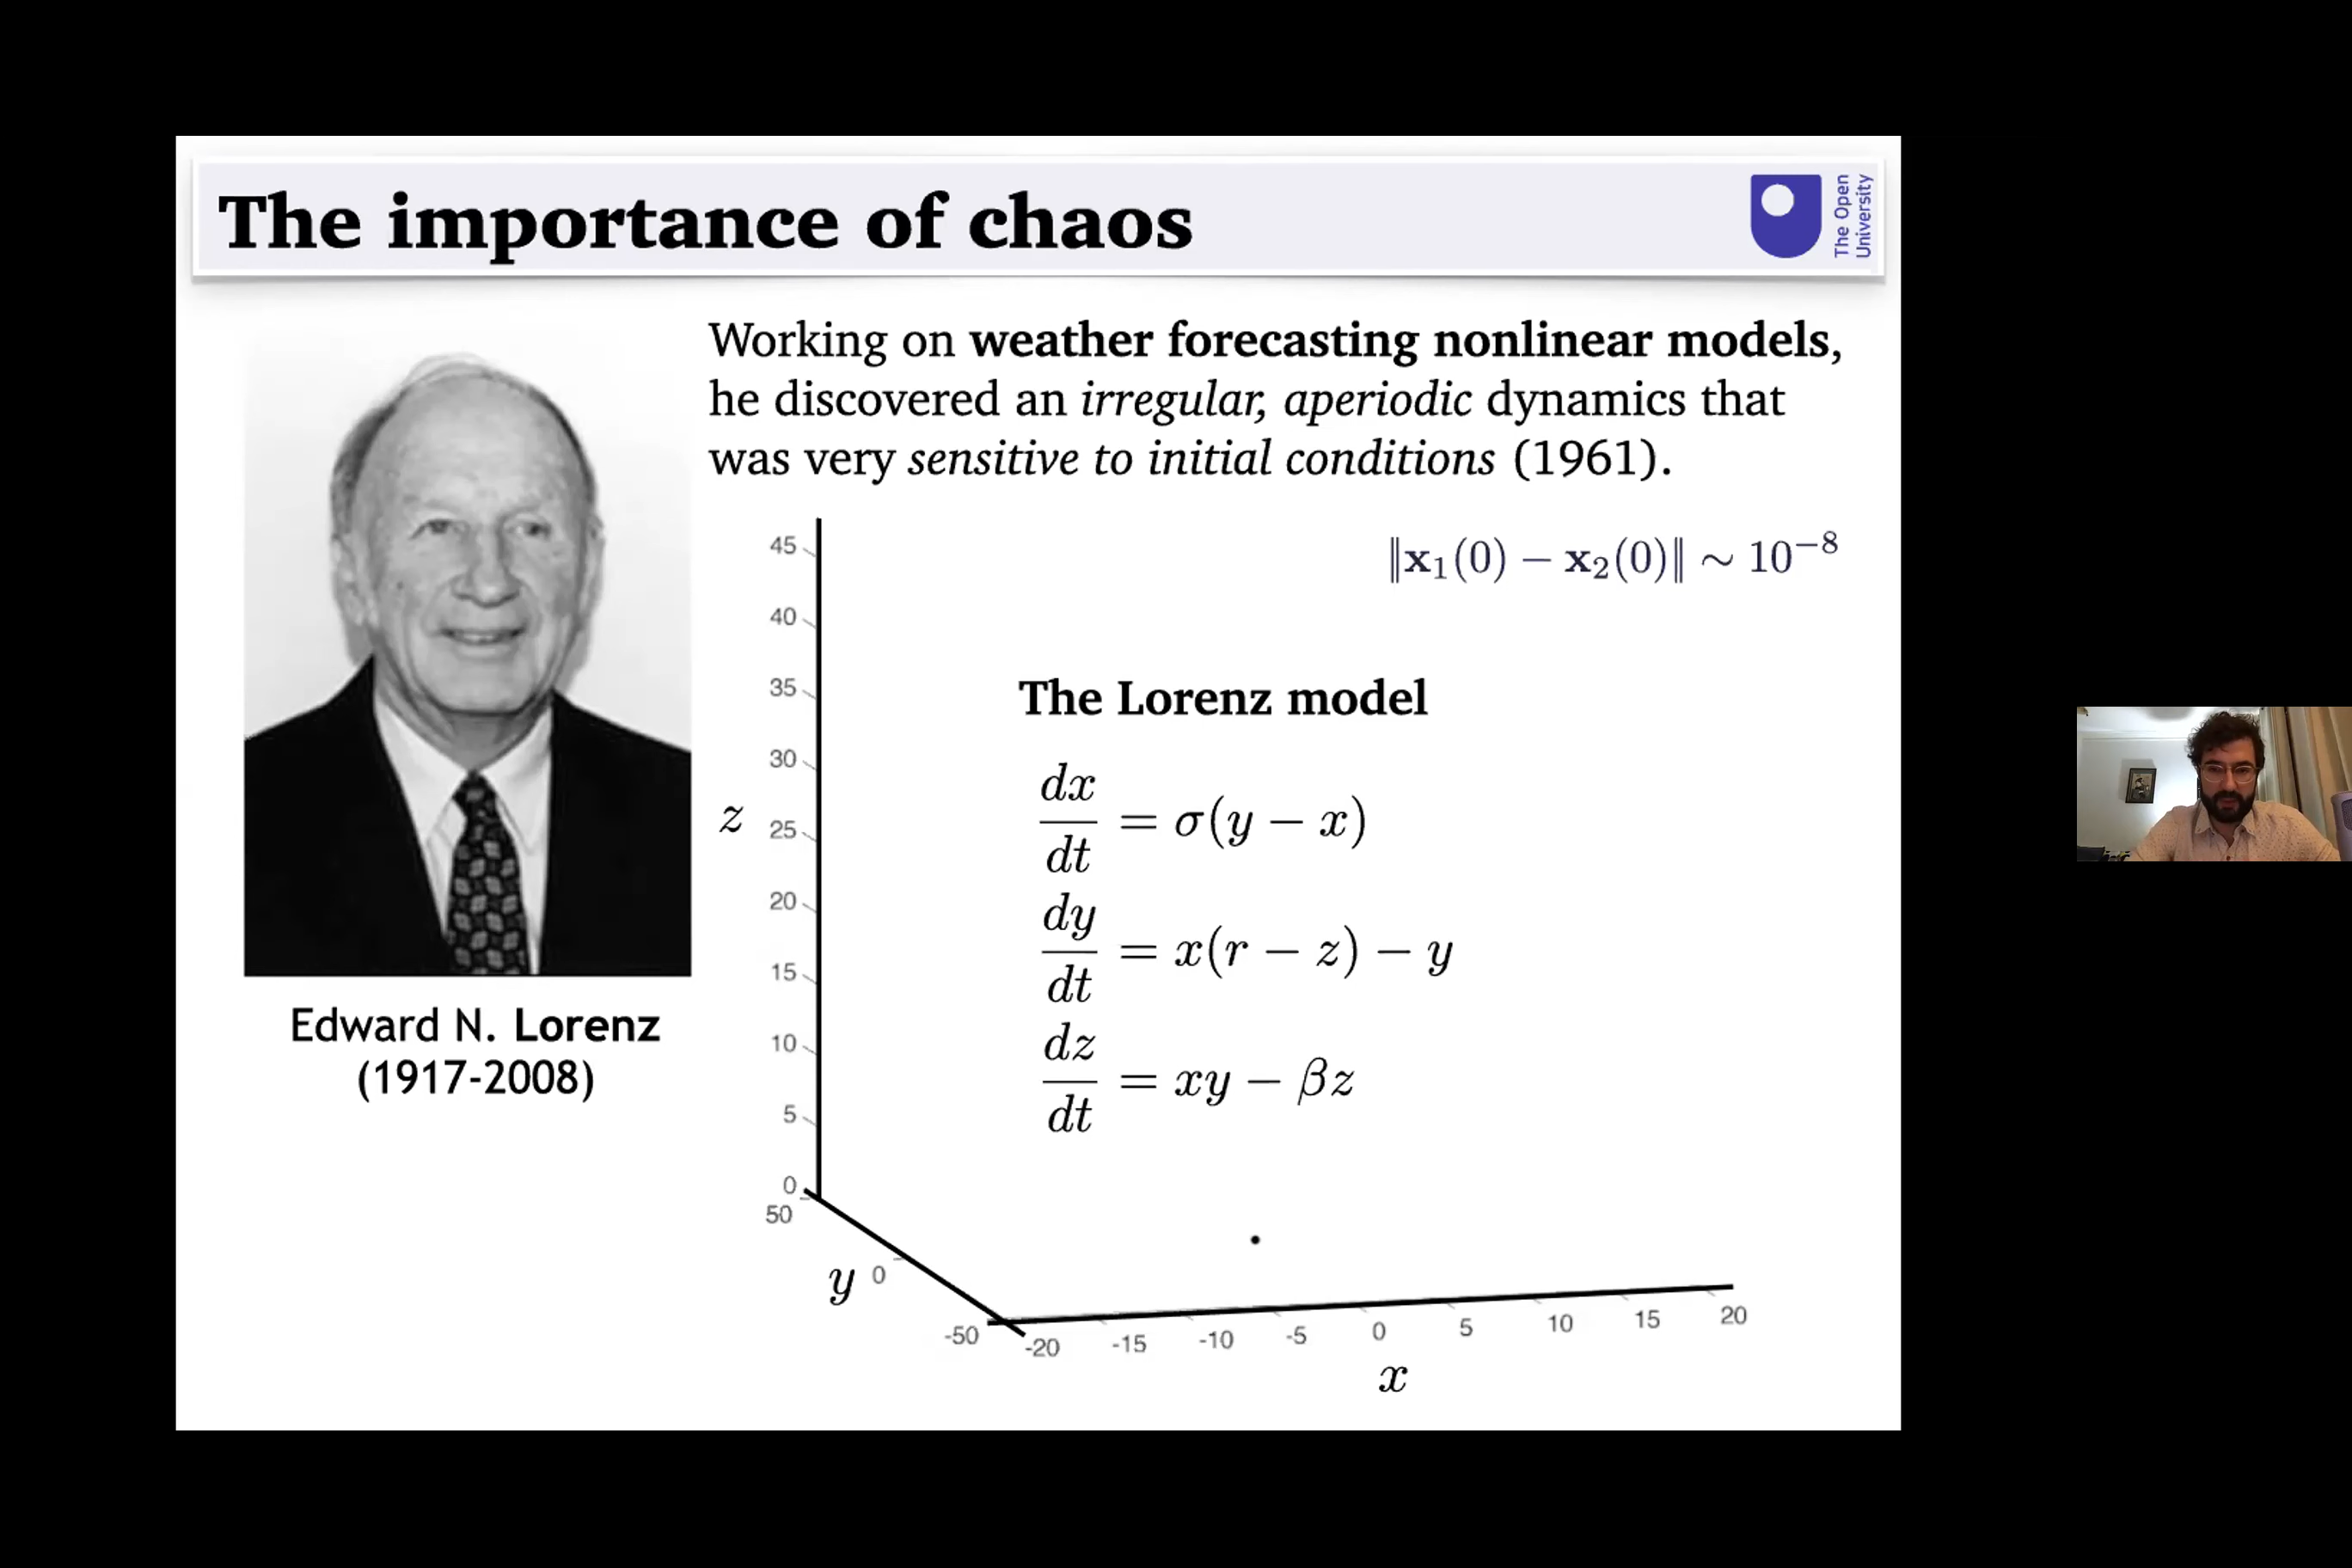 The importance of chaos
The Open
University
Working on weather forecasting nonlinear models,
he discovered an irregular, aperiodic dynamics that
was very sensitive to initial conditions (1961).
‖x₁(0) − x₂(0)‖ ∼ 10⁻⁸
The Lorenz model
dx/dt = σ(y − x)
dy/dt = x(r − z) − y
dz/dt = xy − βz
Edward N. Lorenz
(1917-2008)
z
45
40
35
30
25
20
15
10
5
0
50
y 0
-50
-20 -15 -10 -5 0 5 10 15 20
x